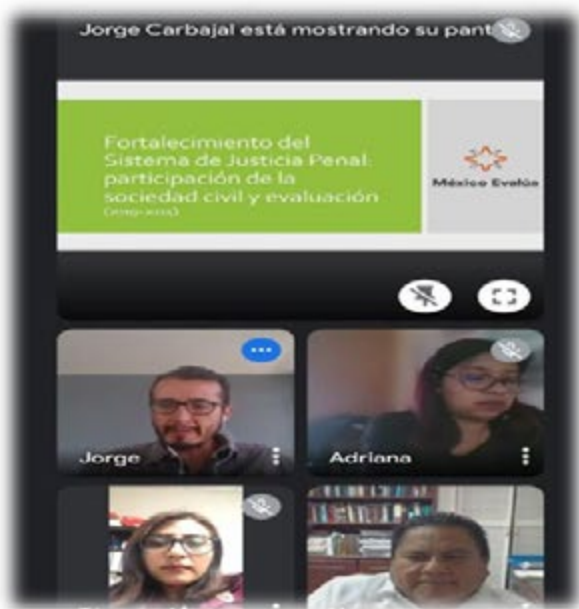 Jorge Carbajal está mostrando su pant
Fortalecimiento del
Sistema de Justicia Penal:
participación de la
sociedad civil y evaluación
México Evalúa
Jorge
Adriana